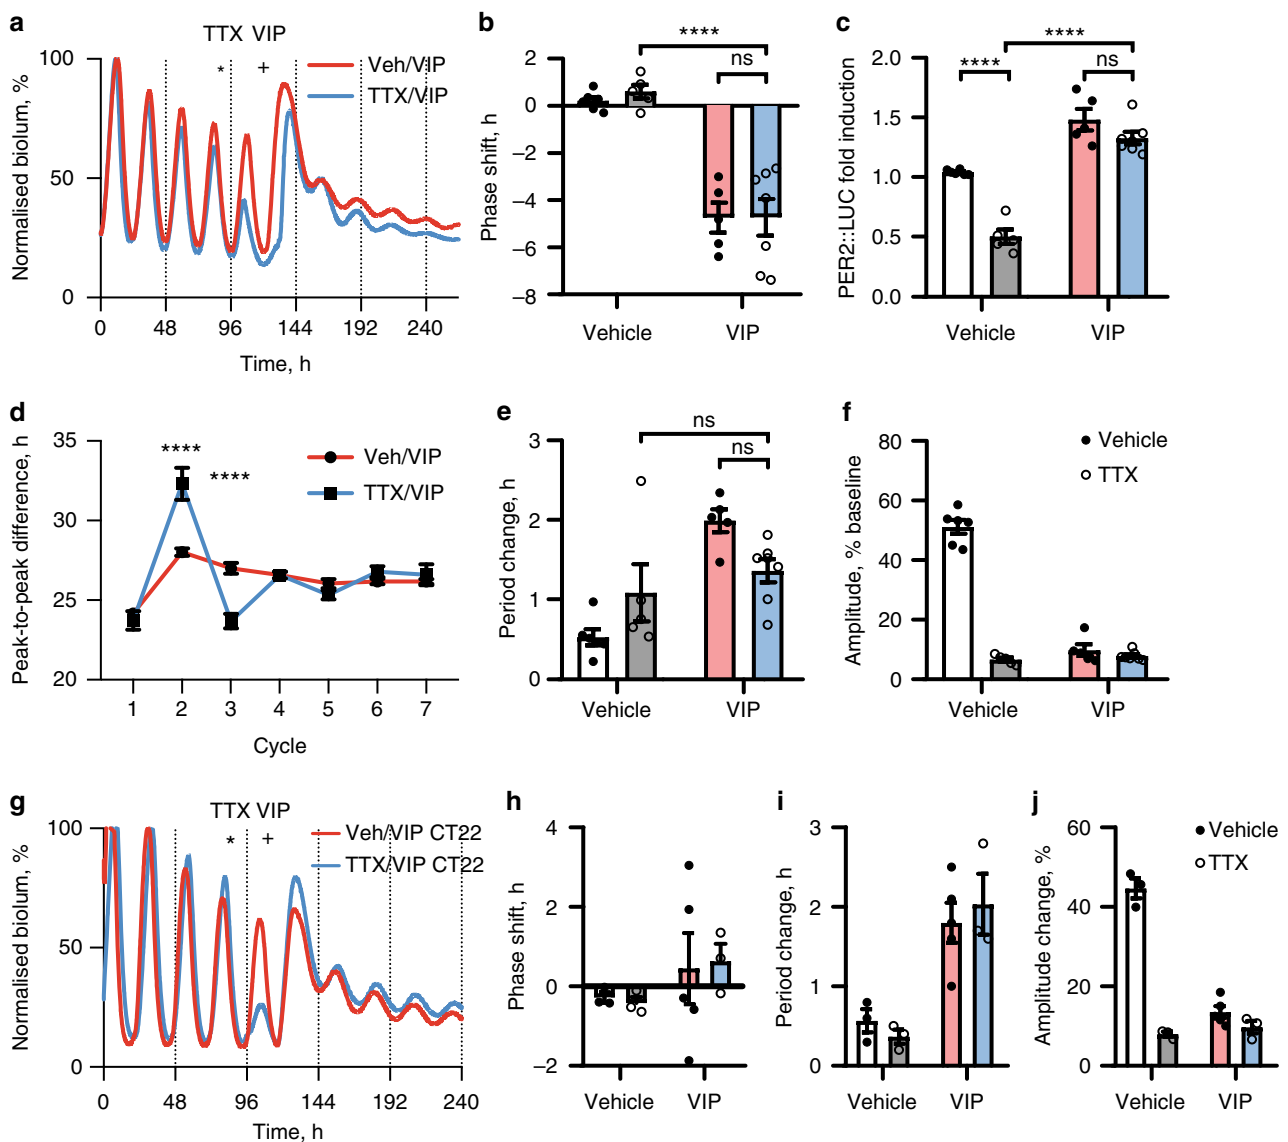 a
TTX VIP
* +
Veh/VIP
TTX/VIP
Normalised biolum, %
100
50
0
0 48 96 144 192 240
Time, h
b
****
ns
Phase shift, h
2
0
−2
−4
−6
−8
Vehicle VIP
c
****
**** ns
PER2::LUC fold induction
2.0
1.5
1.0
0.5
0.0
Vehicle VIP
d
**** ****
Veh/VIP
TTX/VIP
Peak-to-peak difference, h
35
30
25
20
1 2 3 4 5 6 7
Cycle
e
ns
ns
Period change, h
3
2
1
0
Vehicle VIP
f
Vehicle
TTX
Amplitude, % baseline
80
60
40
20
0
Vehicle VIP
g
TTX VIP
* +
Veh/VIP CT22
TTX/VIP CT22
Normalised biolum, %
100
50
0
0 48 96 144 192 240
Time, h
h
Phase shift, h
4
2
0
−2
Vehicle VIP
i
Period change, h
3
2
1
0
Vehicle VIP
j
Vehicle
TTX
Amplitude change, %
60
40
20
0
Vehicle VIP